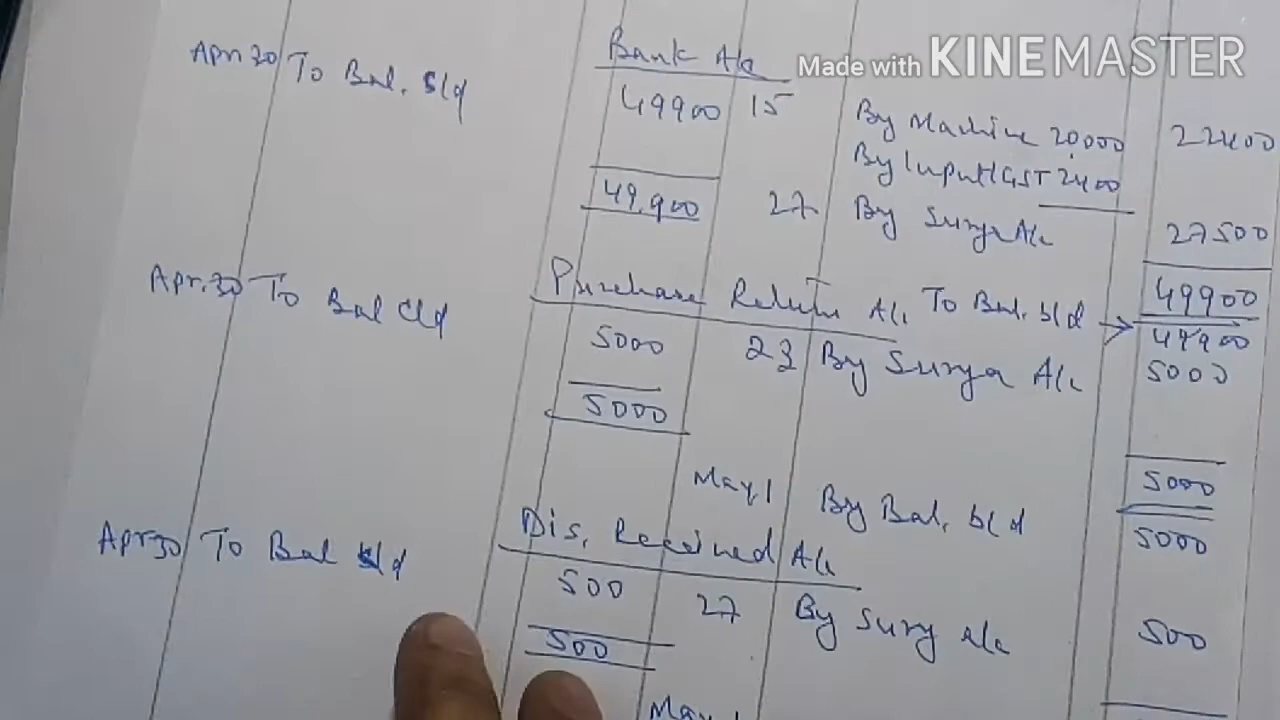 Made with KINEMASTER
Bank A/c
Apr 30 To Bal. b/d 49900 15 By Machine 20000 22400
By Input IGST 2400
49,900 27 By Surya A/c 27500
49900
Purchase Return A/c To Bal. b/d 49900
Apr. 30 To Bal c/d 5000 23 By Surya A/c 5000
5000 5000
May, 1 By Bal. b/d 5000
Dis. Received A/c
Apr 30 To Bal c/d 500 27 By Sury a/c 500
500
May 1